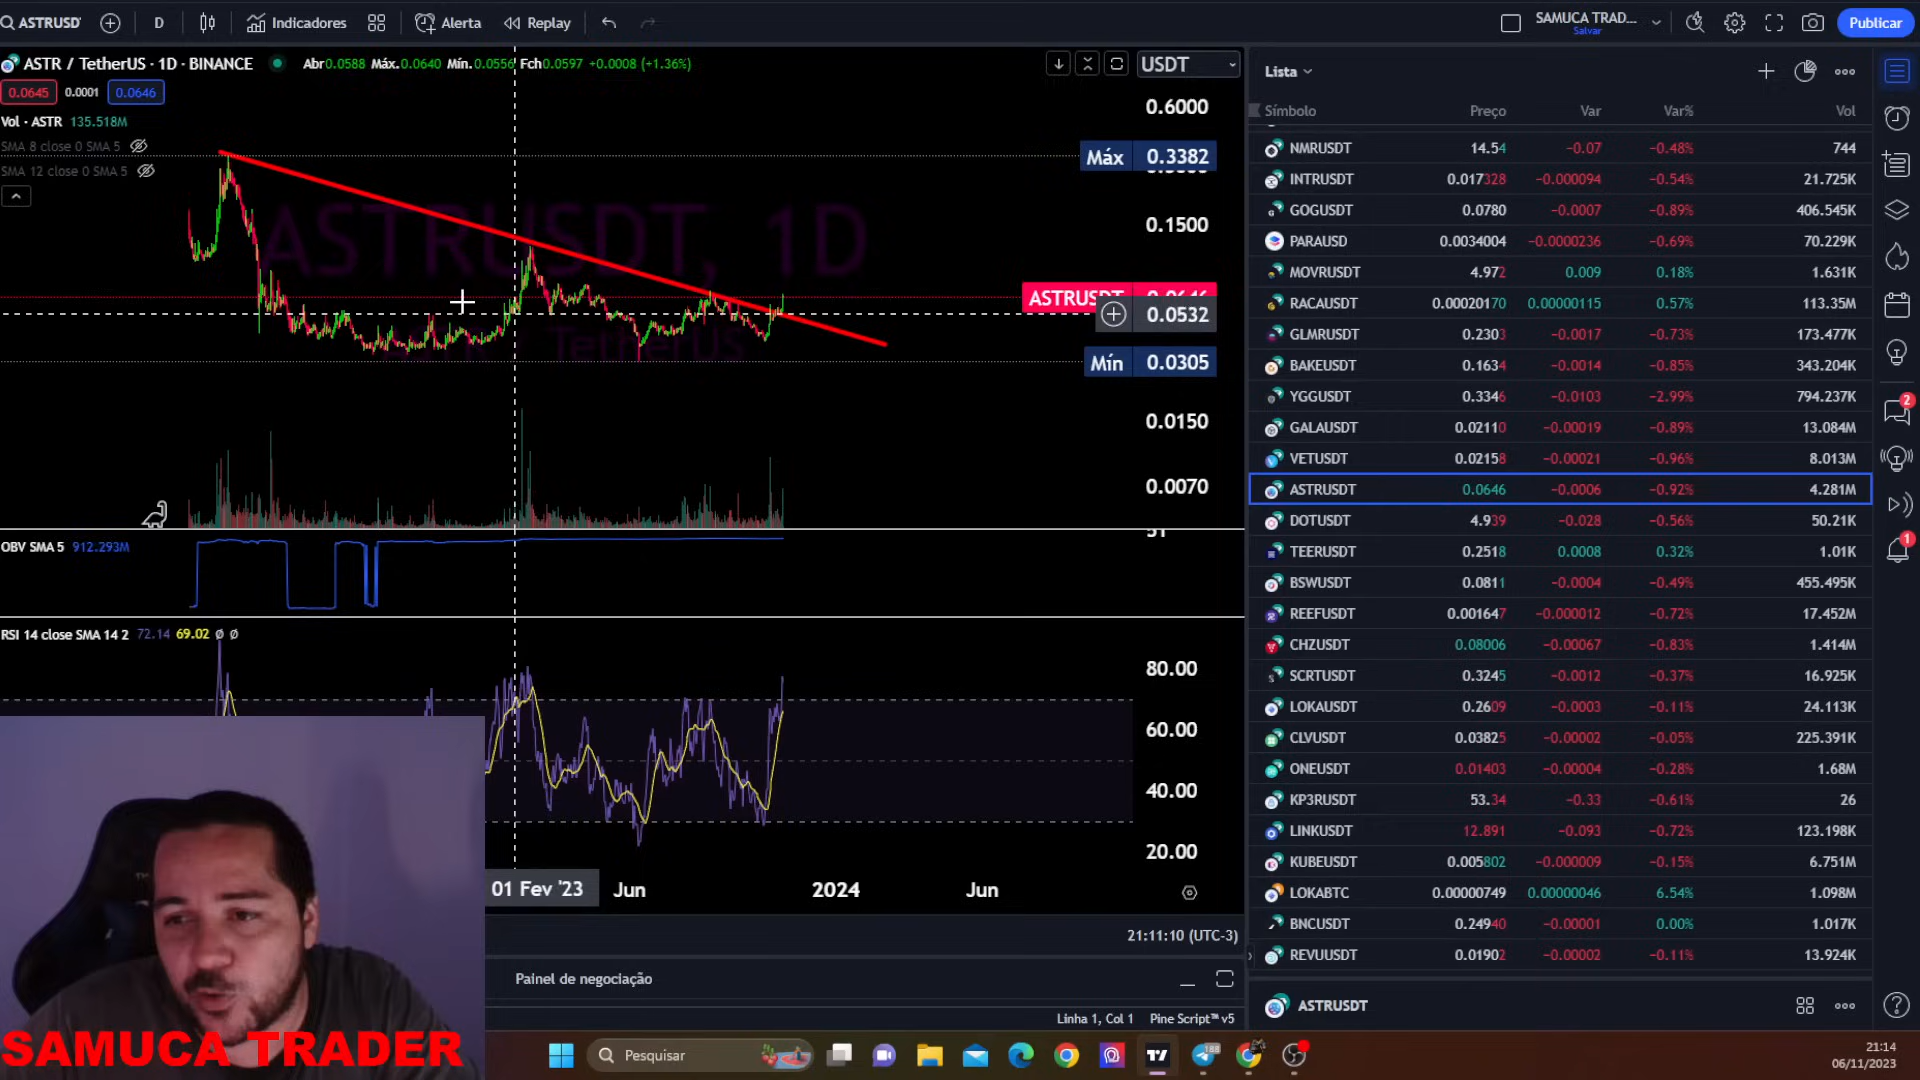 ASTRUSD
D
Indicadores
Alerta
Replay
SAMUCA TRAD...
Salvar
Publicar
ASTR / TetherUS · 1D · BINANCE
Abr0.0588 Máx.0.0640 Mín.0.0556 Fch0.0597 +0.0008 (+1.36%)
USDT
0.0645 0.0001 0.0646
Vol · ASTR 135.518M
SMA 8 close 0 SMA 5
SMA 12 close 0 SMA 5
ASTRUSDT, 1D
Astar / TetherUS
0.6000
Máx 0.3382
0.1500
ASTRUSDT 0.0646
0.0532
Mín 0.0305
0.0150
0.0070
OBV SMA 5 912.293M
RSI 14 close SMA 14 2 72.14 69.02 Ø Ø
80.00
60.00
40.00
20.00
01 Fev '23 Jun 2024 Jun
21:11:10 (UTC-3)
Painel de negociação
Linha 1, Col 1 Pine Script™ v5
Lista
Símbolo Preço Var Var% Vol
NMRUSDT 14.54 −0.07 −0.48% 744
INTRUSDT 0.017328 −0.000094 −0.54% 21.725K
GOGUSDT 0.0780 −0.0007 −0.89% 406.545K
PARAUSD 0.0034004 −0.0000236 −0.69% 70.229K
MOVRUSDT 4.972 0.009 0.18% 1.631K
RACAUSDT 0.00020170 0.00000115 0.57% 113.35M
GLMRUSDT 0.2303 −0.0017 −0.73% 173.477K
BAKEUSDT 0.1634 −0.0014 −0.85% 343.204K
YGGUSDT 0.3346 −0.0103 −2.99% 794.237K
GALAUSDT 0.02110 −0.00019 −0.89% 13.084M
VETUSDT 0.02158 −0.00021 −0.96% 8.013M
ASTRUSDT 0.0646 −0.0006 −0.92% 4.281M
DOTUSDT 4.939 −0.028 −0.56% 50.21K
TEERUSDT 0.2518 0.0008 0.32% 1.01K
BSWUSDT 0.0811 −0.0004 −0.49% 455.495K
REEFUSDT 0.001647 −0.000012 −0.72% 17.452M
CHZUSDT 0.08006 −0.00067 −0.83% 1.414M
SCRTUSDT 0.3245 −0.0012 −0.37% 16.925K
LOKAUSDT 0.2609 −0.0003 −0.11% 24.113K
CLVUSDT 0.03825 −0.00002 −0.05% 225.391K
ONEUSDT 0.01403 −0.00004 −0.28% 1.68M
KP3RUSDT 53.34 −0.33 −0.61% 26
LINKUSDT 12.891 −0.093 −0.72% 123.198K
KUBEUSDT 0.005802 −0.000009 −0.15% 6.751M
LOKABTC 0.00000749 0.00000046 6.54% 1.098M
BNCUSDT 0.24940 −0.00001 0.00% 1.017K
REVUUSDT 0.01902 −0.00002 −0.11% 13.924K
ASTRUSDT
2
1
SAMUCA TRADER
Pesquisar
188
21:14
06/11/2023